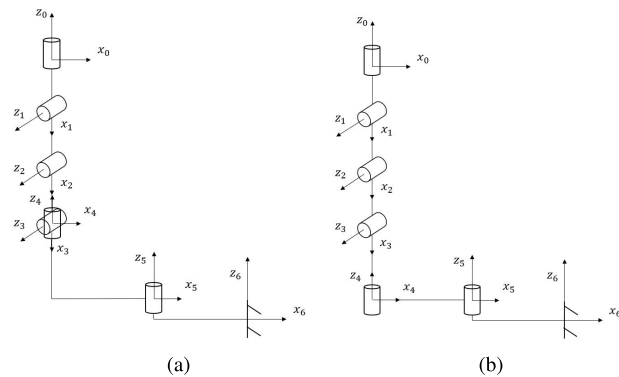 z₀
x₀
z₁
x₁
z₂
x₂
z₄
x₄
z₃
x₃
z₅
x₅
z₆
x₆
(a)
z₀
x₀
z₁
x₁
z₂
x₂
z₃
x₃
z₄
x₄
z₅
x₅
z₆
x₆
(b)